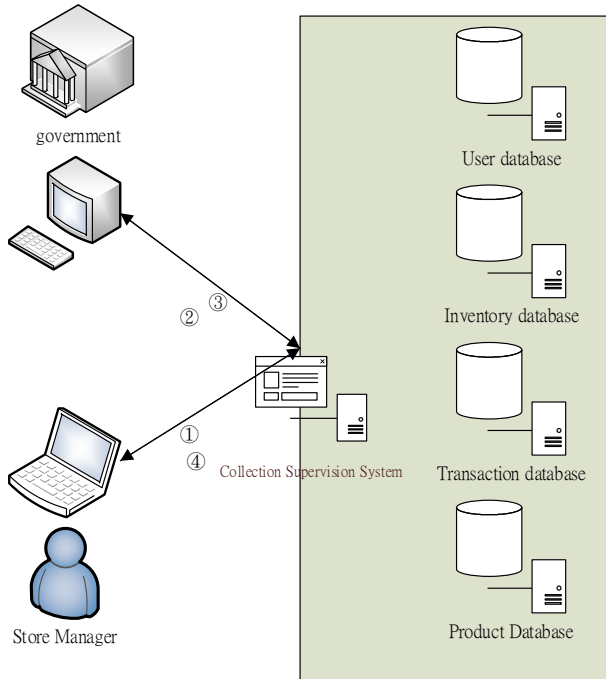 government
User database
③
②
Inventory database
①
④
Collection Supervision System
Transaction database
Store Manager
Product Database